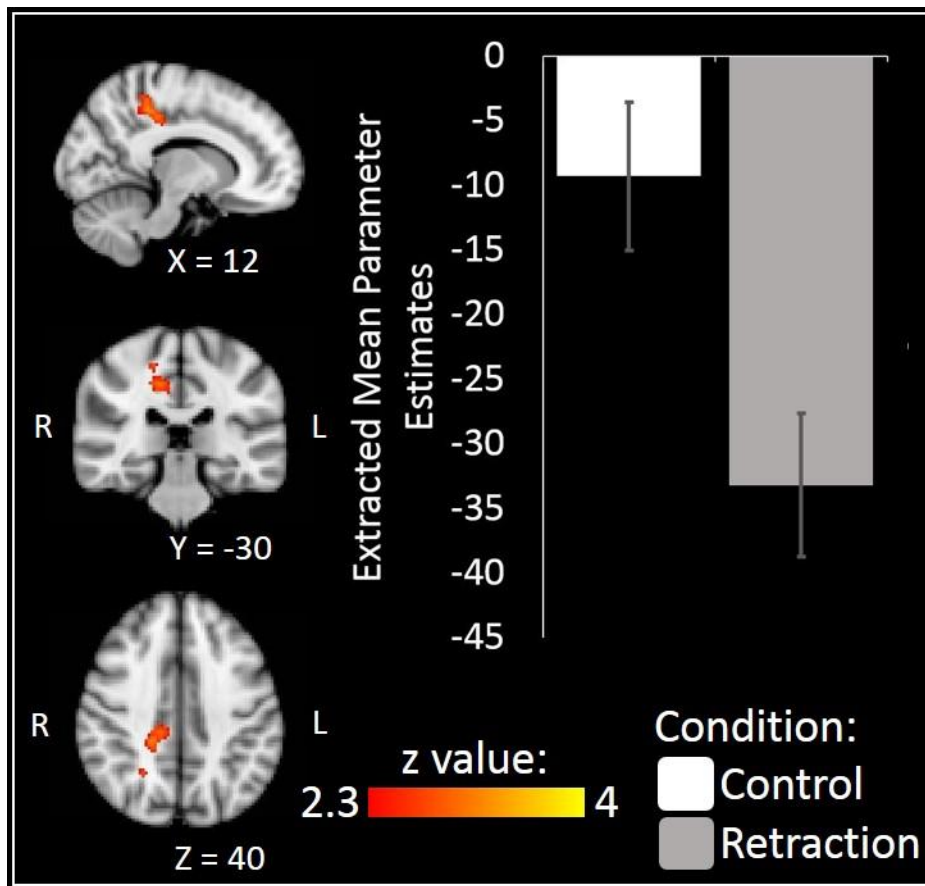 X = 12
R
L
Y = -30
R
L
Z = 40
Extracted Mean Parameter
Estimates
0
-5
-10
-15
-20
-25
-30
-35
-40
-45
z value:
2.3
4
Condition:
Control
Retraction